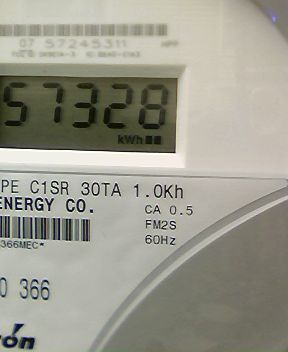 07 57245311
57328
kWh
PE C1SR 30TA 1.0Kh
ENERGY CO.
CA 0.5
FM2S
60Hz
366MEC*
0 366
rón